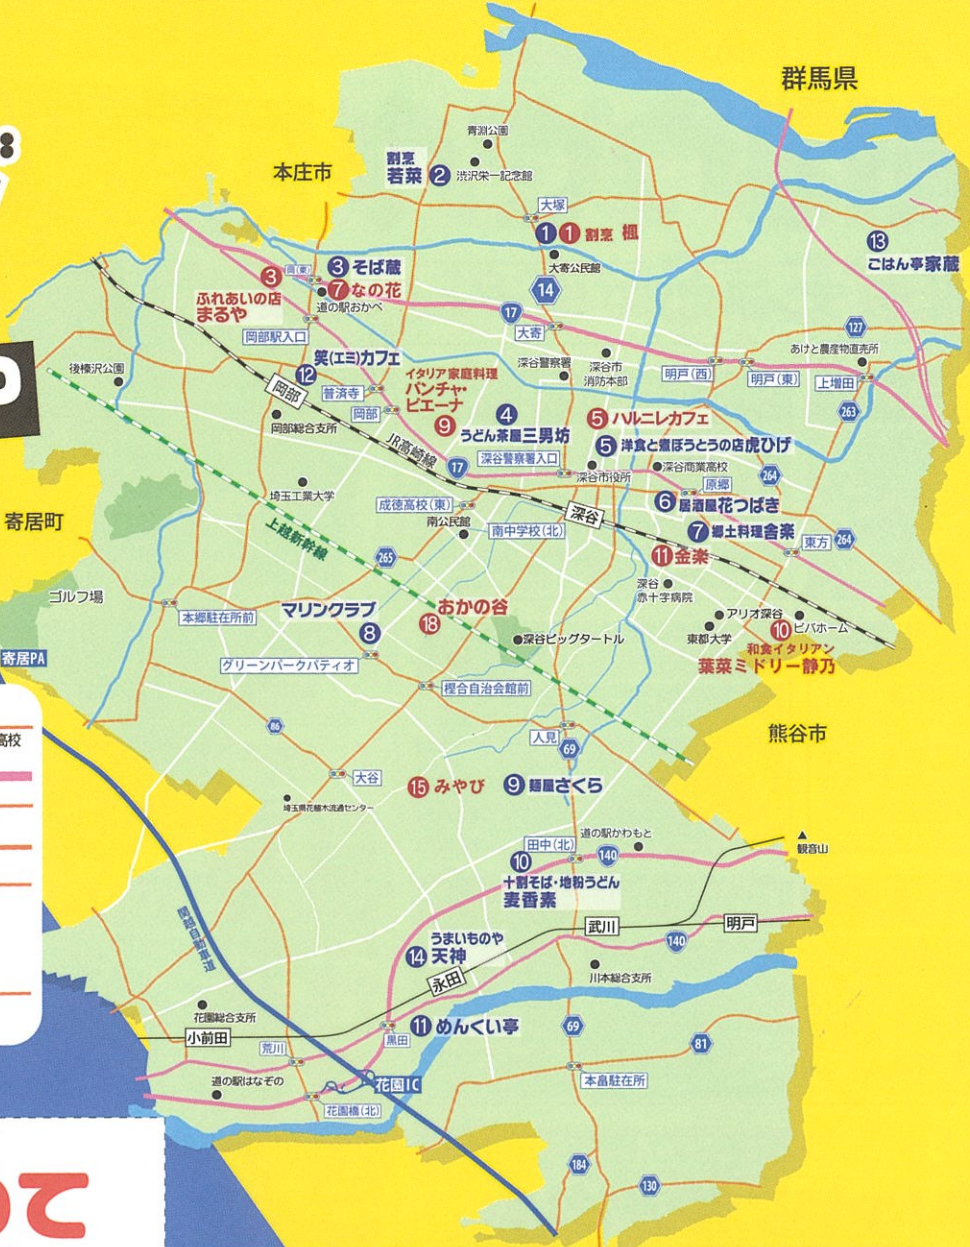 群馬県
青淵公園
割烹
若菜
2
渋沢栄一記念館
本庄市
大塚
1
1
割烹 楓
大寄公民館
13
ごはん亭家蔵
3
岡(東)
3
そば蔵
7
なの花
道の駅おかべ
ふれあいの店
まるや
14
17
大寄
127
岡部駅入口
あけと農産物直売所
後榛沢公園
笑(エミ)カフェ
12
普済寺
深谷警察署
深谷市
消防本部
明戸(西)
明戸(東)
上増田
イタリア家庭料理
パンチャ・
ピエーナ
9
岡部
岡部
岡部総合支所
4
うどん茶屋三男坊
5
ハルニレカフェ
263
5
洋食と煮ぼうとうの店虎ひげ
JR高崎線
17
深谷警察署入口
深谷市役所
深谷商業高校
264
原郷
埼玉工業大学
成徳高校(東)
南公民館
深谷
6
居酒屋花つばき
寄居町
上越新幹線
南中学校(北)
7
郷土料理舎楽
東方
264
265
11
金楽
ゴルフ場
深谷
赤十字病院
本郷駐在所前
マリンクラブ
8
おかの谷
18
アリオ深谷
東都大学
10
ビバホーム
深谷ビッグタートル
和食イタリアン
葉菜ミドリー静乃
寄居PA
グリーンパークパティオ
樫合自治会館前
高校
86
人見
69
熊谷市
大谷
15
みやび
9
麺屋さくら
埼玉県花植木流通センター
道の駅かわもと
田中(北)
140
観音山
10
十割そば・地粉うどん
麦香素
関越自動車道
武川
明戸
うまいものや
14
天神
140
永田
川本総合支所
花園総合支所
小前田
11
めんくい亭
69
81
荒川
黒田
道の駅はなぞの
花園IC
本畠駐在所
花園橋(北)
184
130
て